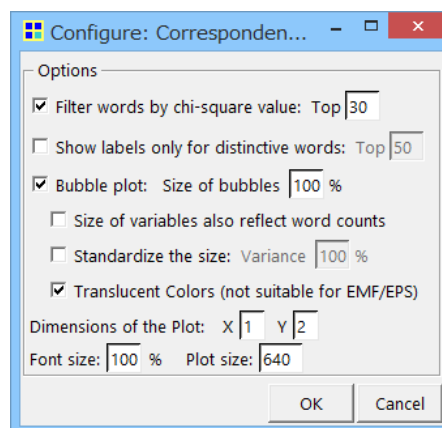 Configure: Corresponden...
Options
Filter words by chi-square value: Top 30
Show labels only for distinctive words: Top 50
Bubble plot: Size of bubbles 100 %
Size of variables also reflect word counts
Standardize the size: Variance 100 %
Translucent Colors (not suitable for EMF/EPS)
Dimensions of the Plot: X 1 Y 2
Font size: 100 % Plot size: 640
OK Cancel